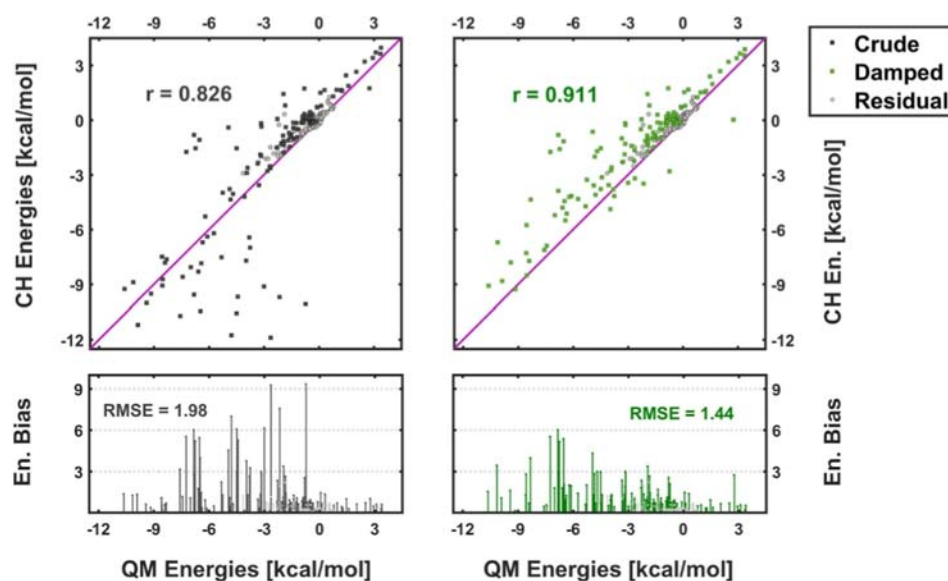 -12 -9 -6 -3 0 3
-12 -9 -6 -3 0 3
Crude
Damped
Residual
r = 0.826
r = 0.911
3
0
-3
-6
-9
-12
CH Energies [kcal/mol]
3
0
-3
-6
-9
-12
CH En. [kcal/mol]
9
6
3
En. Bias
RMSE = 1.98
RMSE = 1.44
9
6
3
En. Bias
-12 -9 -6 -3 0 3
-12 -9 -6 -3 0 3
QM Energies [kcal/mol]
QM Energies [kcal/mol]